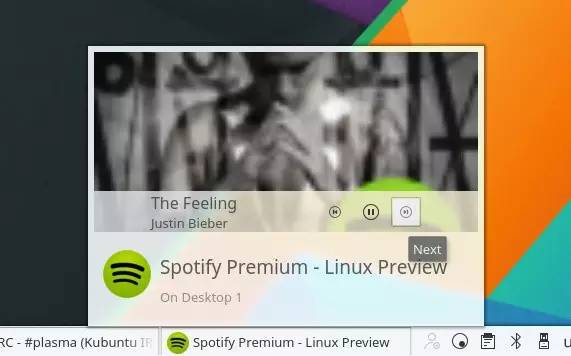 The Feeling
Justin Bieber
Next
Spotify Premium - Linux Preview
On Desktop 1
RC - #plasma (Kubuntu IR
Spotify Premium - Linux Preview